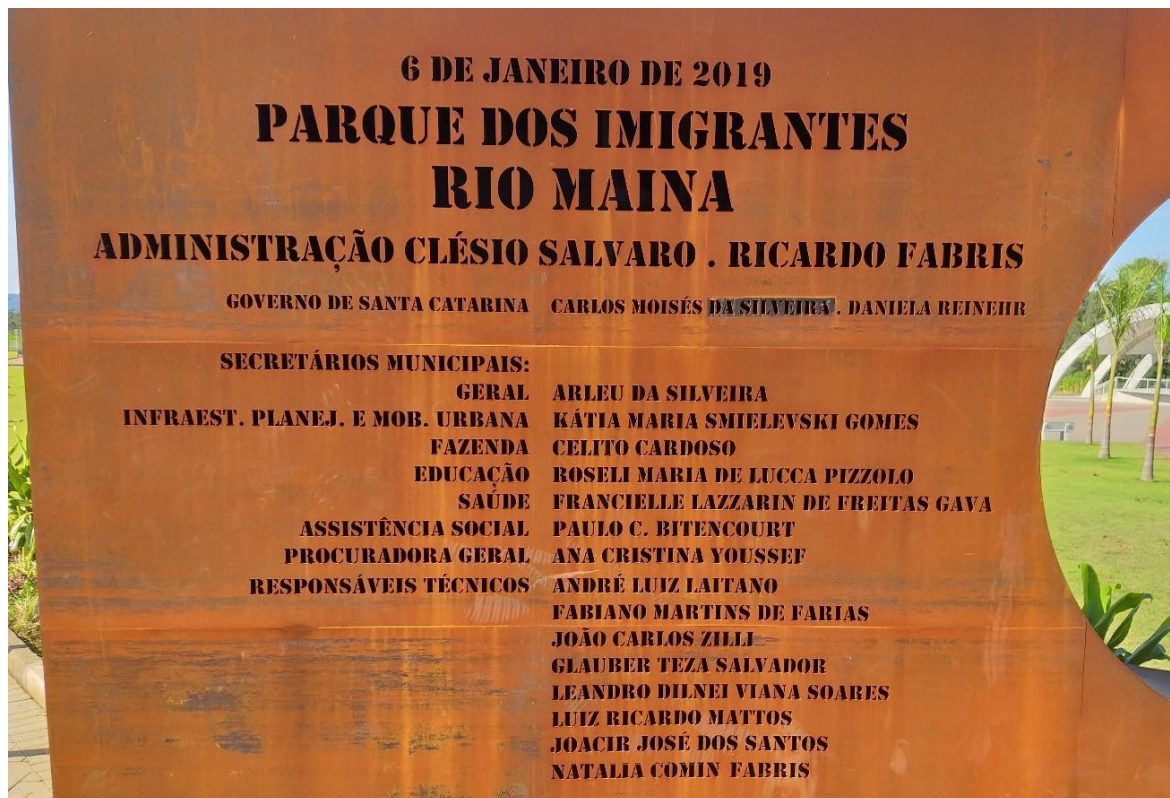 6 DE JANEIRO DE 2019
PARQUE DOS IMIGRANTES
RIO MAINA
ADMINISTRAÇÃO CLÉSIO SALVARO . RICARDO FABRIS
GOVERNO DE SANTA CATARINA CARLOS MOISÉS DA SILVEIRA . DANIELA REINEHR
SECRETÁRIOS MUNICIPAIS:
GERAL ARLEU DA SILVEIRA
INFRAEST. PLANEJ. E MOB. URBANA KÁTIA MARIA SMIELEVSKI GOMES
FAZENDA CELITO CARDOSO
EDUCAÇÃO ROSELI MARIA DE LUCCA PIZZOLO
SAÚDE FRANCIELLE LAZZARIN DE FREITAS GAVA
ASSISTÊNCIA SOCIAL PAULO C. BITENCOURT
PROCURADORA GERAL ANA CRISTINA YOUSSEF
RESPONSÁVEIS TÉCNICOS ANDRÉ LUIZ LAITANO
FABIANO MARTINS DE FARIAS
JOÃO CARLOS ZILLI
GLAUBER TEZA SALVADOR
LEANDRO DILNEI VIANA SOARES
LUIZ RICARDO MATTOS
JOACIR JOSÉ DOS SANTOS
NATALIA COMIN FABRIS